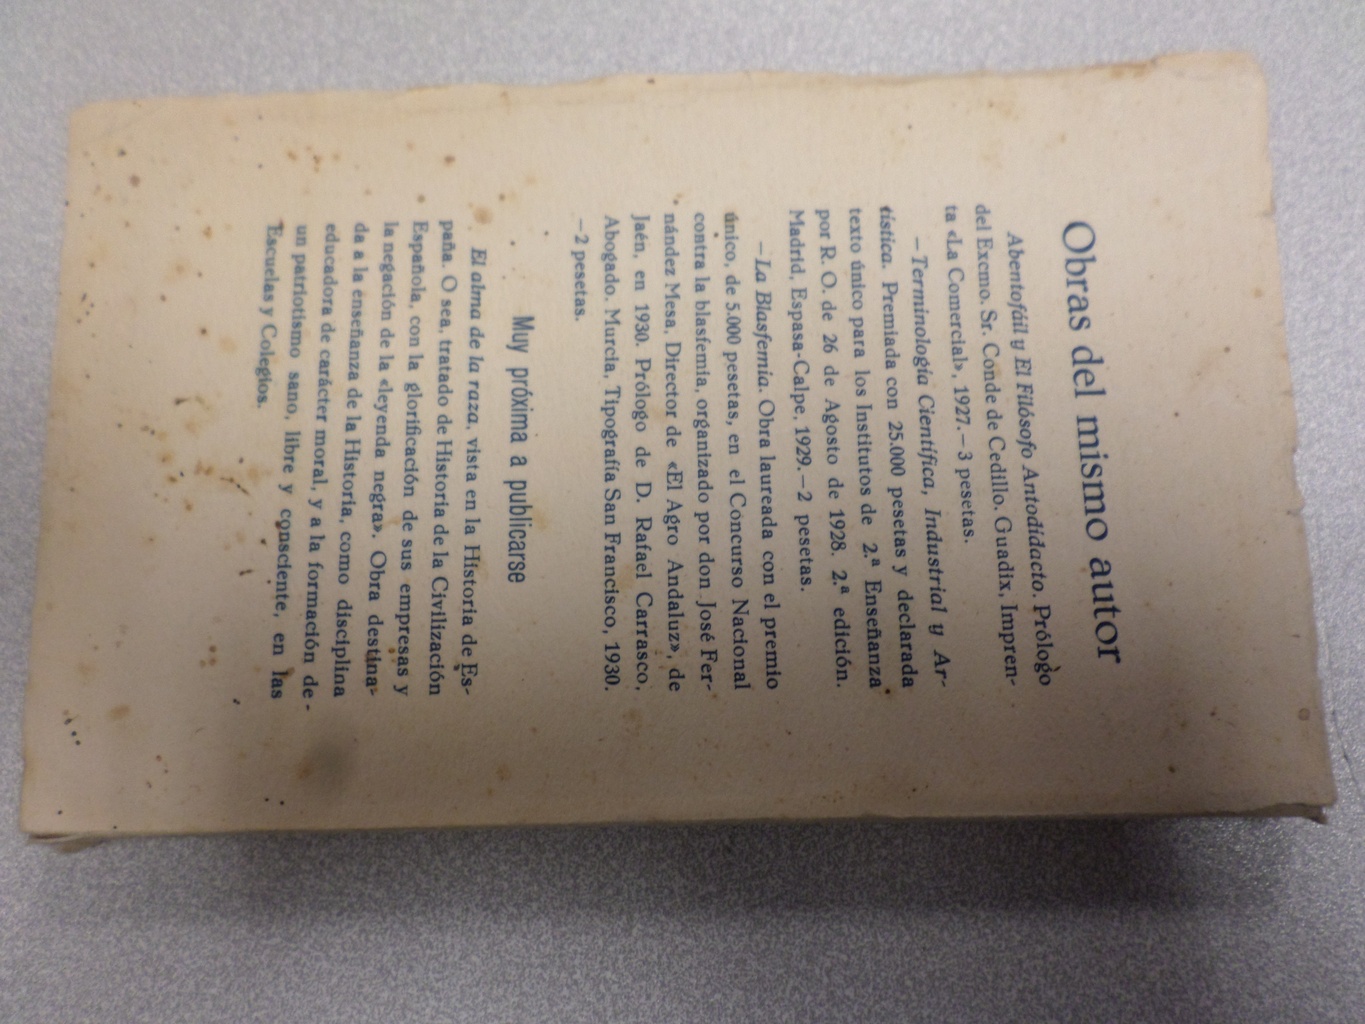 Obras del mismo autor
Abentofáil y El Filósofo Antodidacto. Prólogo
del Excmo. Sr. Conde de Cedillo. Guadix, Impren-
ta «La Comercial», 1927.—3 pesetas.
—Terminología Científica, Industrial y Ar-
tística. Premiada con 25.000 pesetas y declarada
texto único para los Institutos de 2.ª Enseñanza
por R. O. de 26 de Agosto de 1928. 2.ª edición.
Madrid, Espasa-Calpe, 1929.—2 pesetas.
—La Blasfemia. Obra laureada con el premio
único, de 5.000 pesetas, en el Concurso Nacional
contra la blasfemia, organizado por don José Fer-
nández Mesa, Director de «El Agro Andaluz», de
Jaén, en 1930. Prólogo de D. Rafael Carrasco,
Abogado. Murcia, Tipografía San Francisco, 1930.
—2 pesetas.
Muy próxima a publicarse
El alma de la raza, vista en la Historia de Es-
paña. O sea, tratado de Historia de la Civilización
Española, con la glorificación de sus empresas y
la negación de la «leyenda negra». Obra destina-
da a la enseñanza de la Historia, como disciplina
educadora de carácter moral, y a la formación de-
un patriotismo sano, libre y consciente, en las
Escuelas y Colegios.